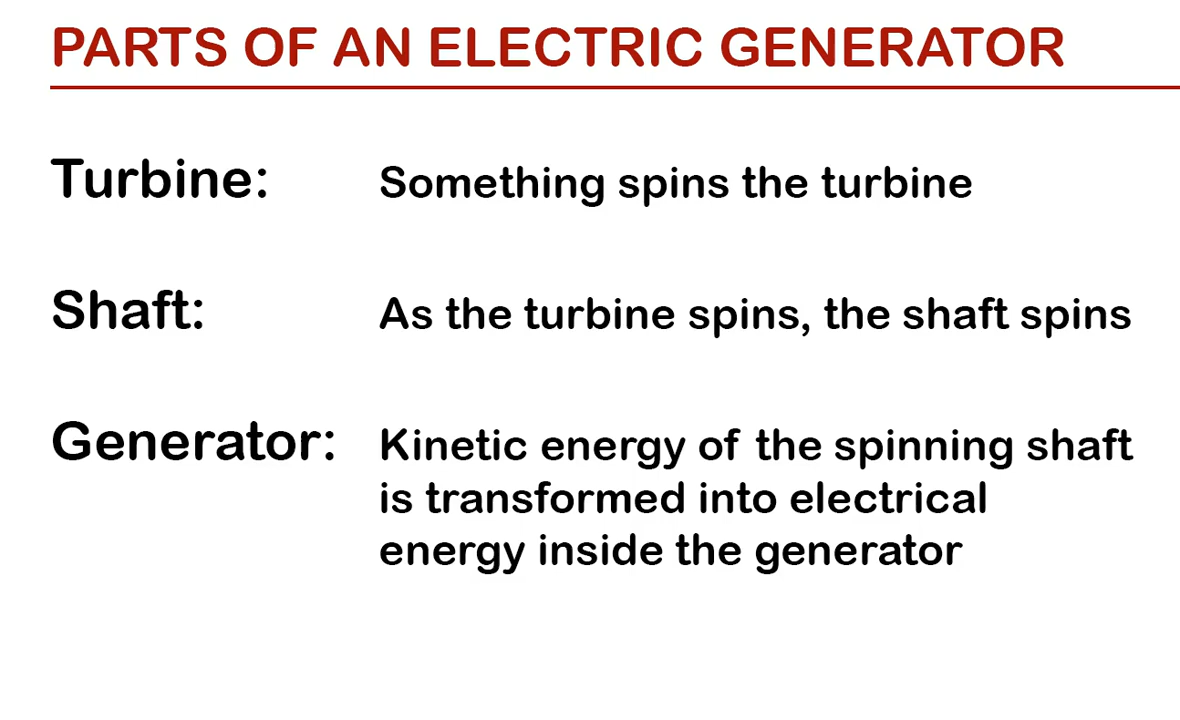 PARTS OF AN ELECTRIC GENERATOR
Turbine: Something spins the turbine
Shaft: As the turbine spins, the shaft spins
Generator: Kinetic energy of the spinning shaft
is transformed into electrical
energy inside the generator